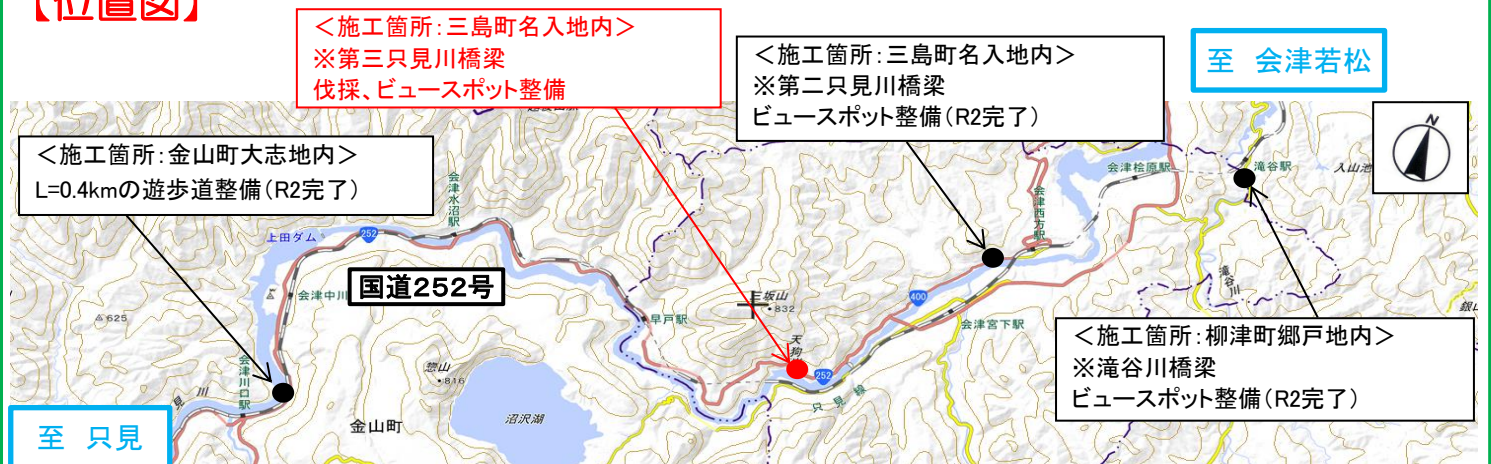 【位置図】
＜施工箇所：三島町名入地内＞
※第三只見川橋梁
伐採、ビュースポット整備
＜施工箇所：三島町名入地内＞
※第二只見川橋梁
ビュースポット整備（R2完了）
至 会津若松
＜施工箇所：金山町大志地内＞
L=0.4kmの遊歩道整備（R2完了）
N
会津水沼駅
上田ダム
252
国道252号
会津中川
625
早戸駅
三坂山
832
天狗
400
会津西方駅
会津桧原駅
滝谷駅
入山池
滝谷川
銀山
会津宮下駅
252
只見線
＜施工箇所：柳津町郷戸地内＞
※滝谷川橋梁
ビュースポット整備（R2完了）
会津川口駅
惣山
816
沼沢湖
金山町
見川
至 只見